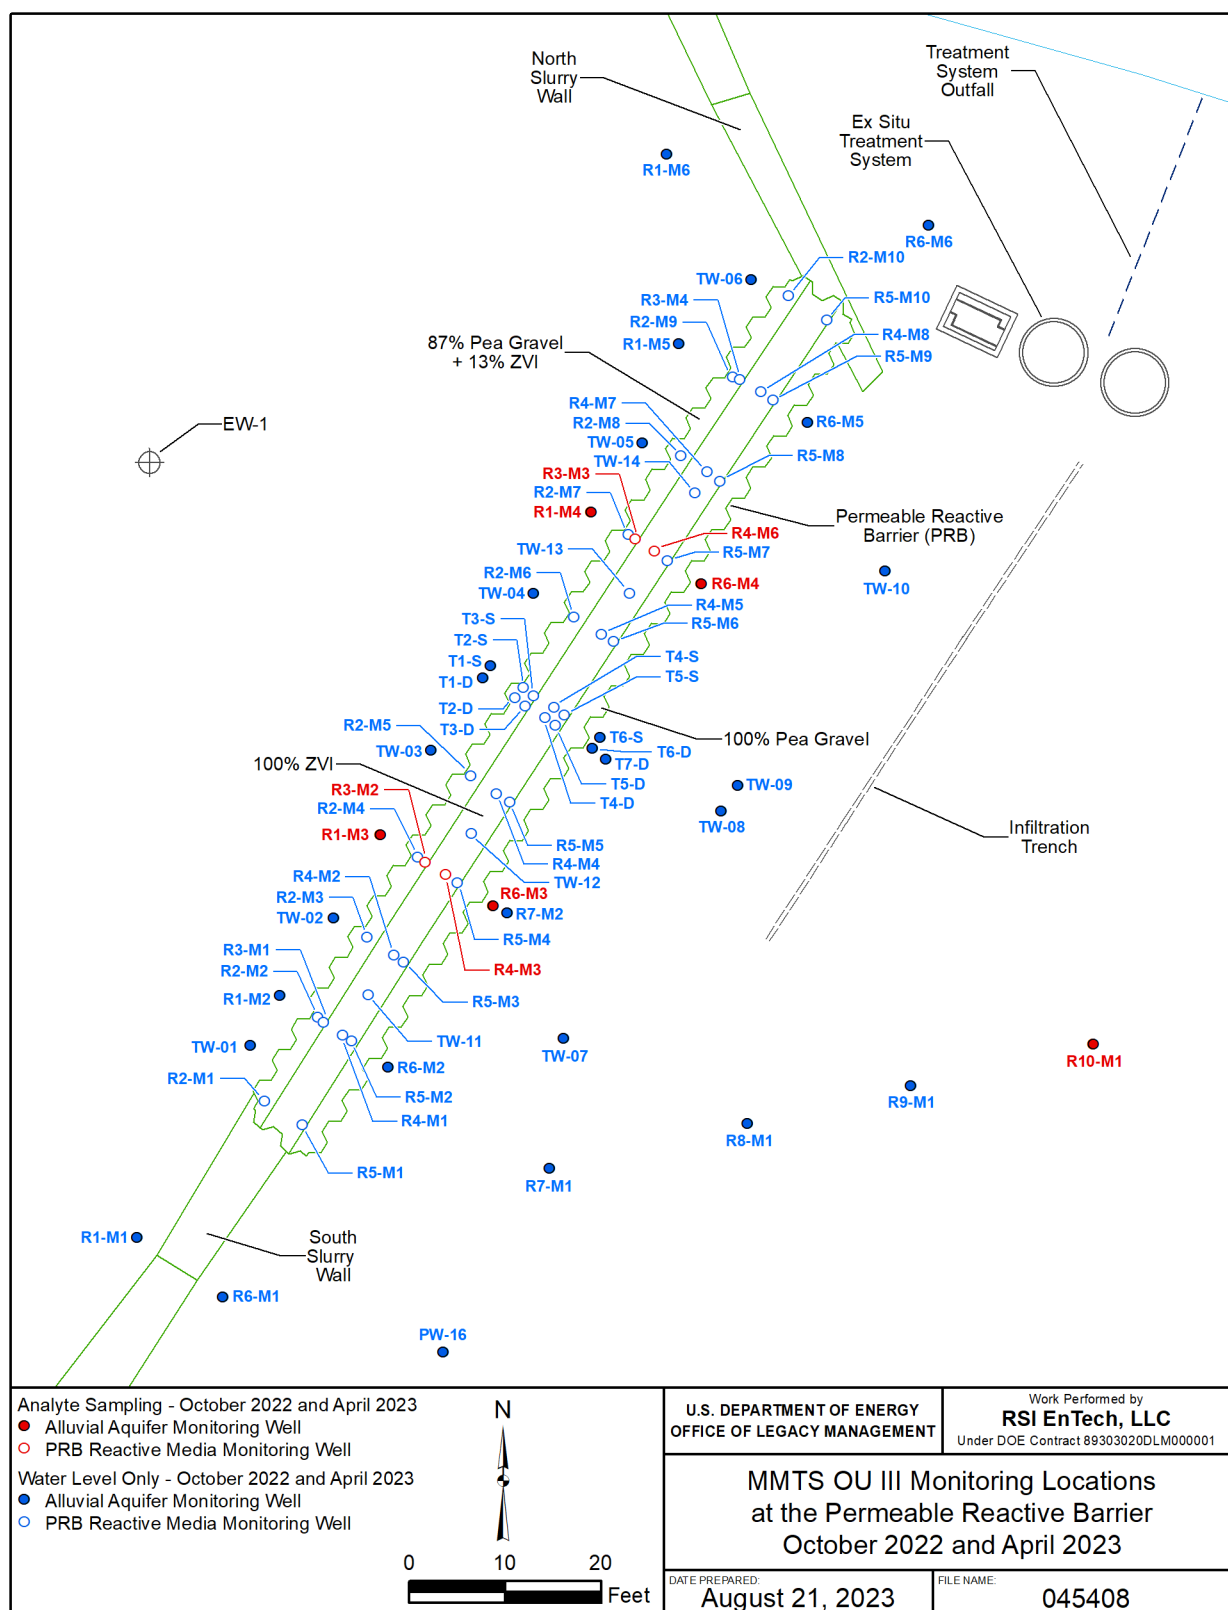 North
Slurry
Wall
Treatment
System
Outfall
Ex Situ
Treatment
System
R1-M6
R6-M6
R2-M10
TW-06
R3-M4
R5-M10
R2-M9
R4-M8
87% Pea Gravel
+ 13% ZVI
R1-M5
R5-M9
R4-M7
R2-M8
EW-1
R6-M5
TW-05
R5-M8
TW-14
R3-M3
R2-M7
R1-M4
Permeable Reactive
Barrier (PRB)
R4-M6
TW-13
R5-M7
R2-M6
R6-M4
TW-10
TW-04
R4-M5
T3-S
R5-M6
T2-S
T4-S
T1-S
T5-S
T1-D
T2-D
R2-M5
T3-D
T6-S
100% Pea Gravel
TW-03
T6-D
T7-D
100% ZVI
T5-D
TW-09
R3-M2
T4-D
R2-M4
TW-08
R1-M3
Infiltration
Trench
R5-M5
R4-M4
R4-M2
TW-12
R6-M3
R2-M3
R7-M2
TW-02
R5-M4
R3-M1
R4-M3
R2-M2
R1-M2
R5-M3
TW-11
TW-01
TW-07
R10-M1
R6-M2
R2-M1
R5-M2
R9-M1
R4-M1
R8-M1
R5-M1
R7-M1
R1-M1
South
Slurry
Wall
R6-M1
PW-16
Analyte Sampling - October 2022 and April 2023
Alluvial Aquifer Monitoring Well
PRB Reactive Media Monitoring Well
Water Level Only - October 2022 and April 2023
Alluvial Aquifer Monitoring Well
PRB Reactive Media Monitoring Well
N
0 10 20
Feet
U.S. DEPARTMENT OF ENERGY
OFFICE OF LEGACY MANAGEMENT
Work Performed by
RSI EnTech, LLC
Under DOE Contract 89303020DLM000001
MMTS OU III Monitoring Locations
at the Permeable Reactive Barrier
October 2022 and April 2023
DATE PREPARED:
August 21, 2023
FILE NAME:
045408